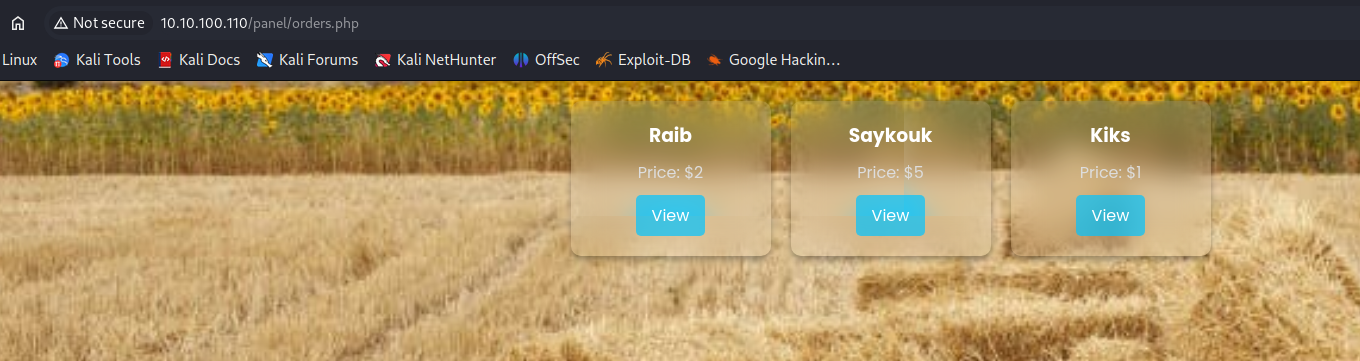 Not secure 10.10.100.110/panel/orders.php
Linux Kali Tools Kali Docs Kali Forums Kali NetHunter OffSec Exploit-DB Google Hackin…
Raib Saykouk Kiks
Price: $2 Price: $5 Price: $1
View View View